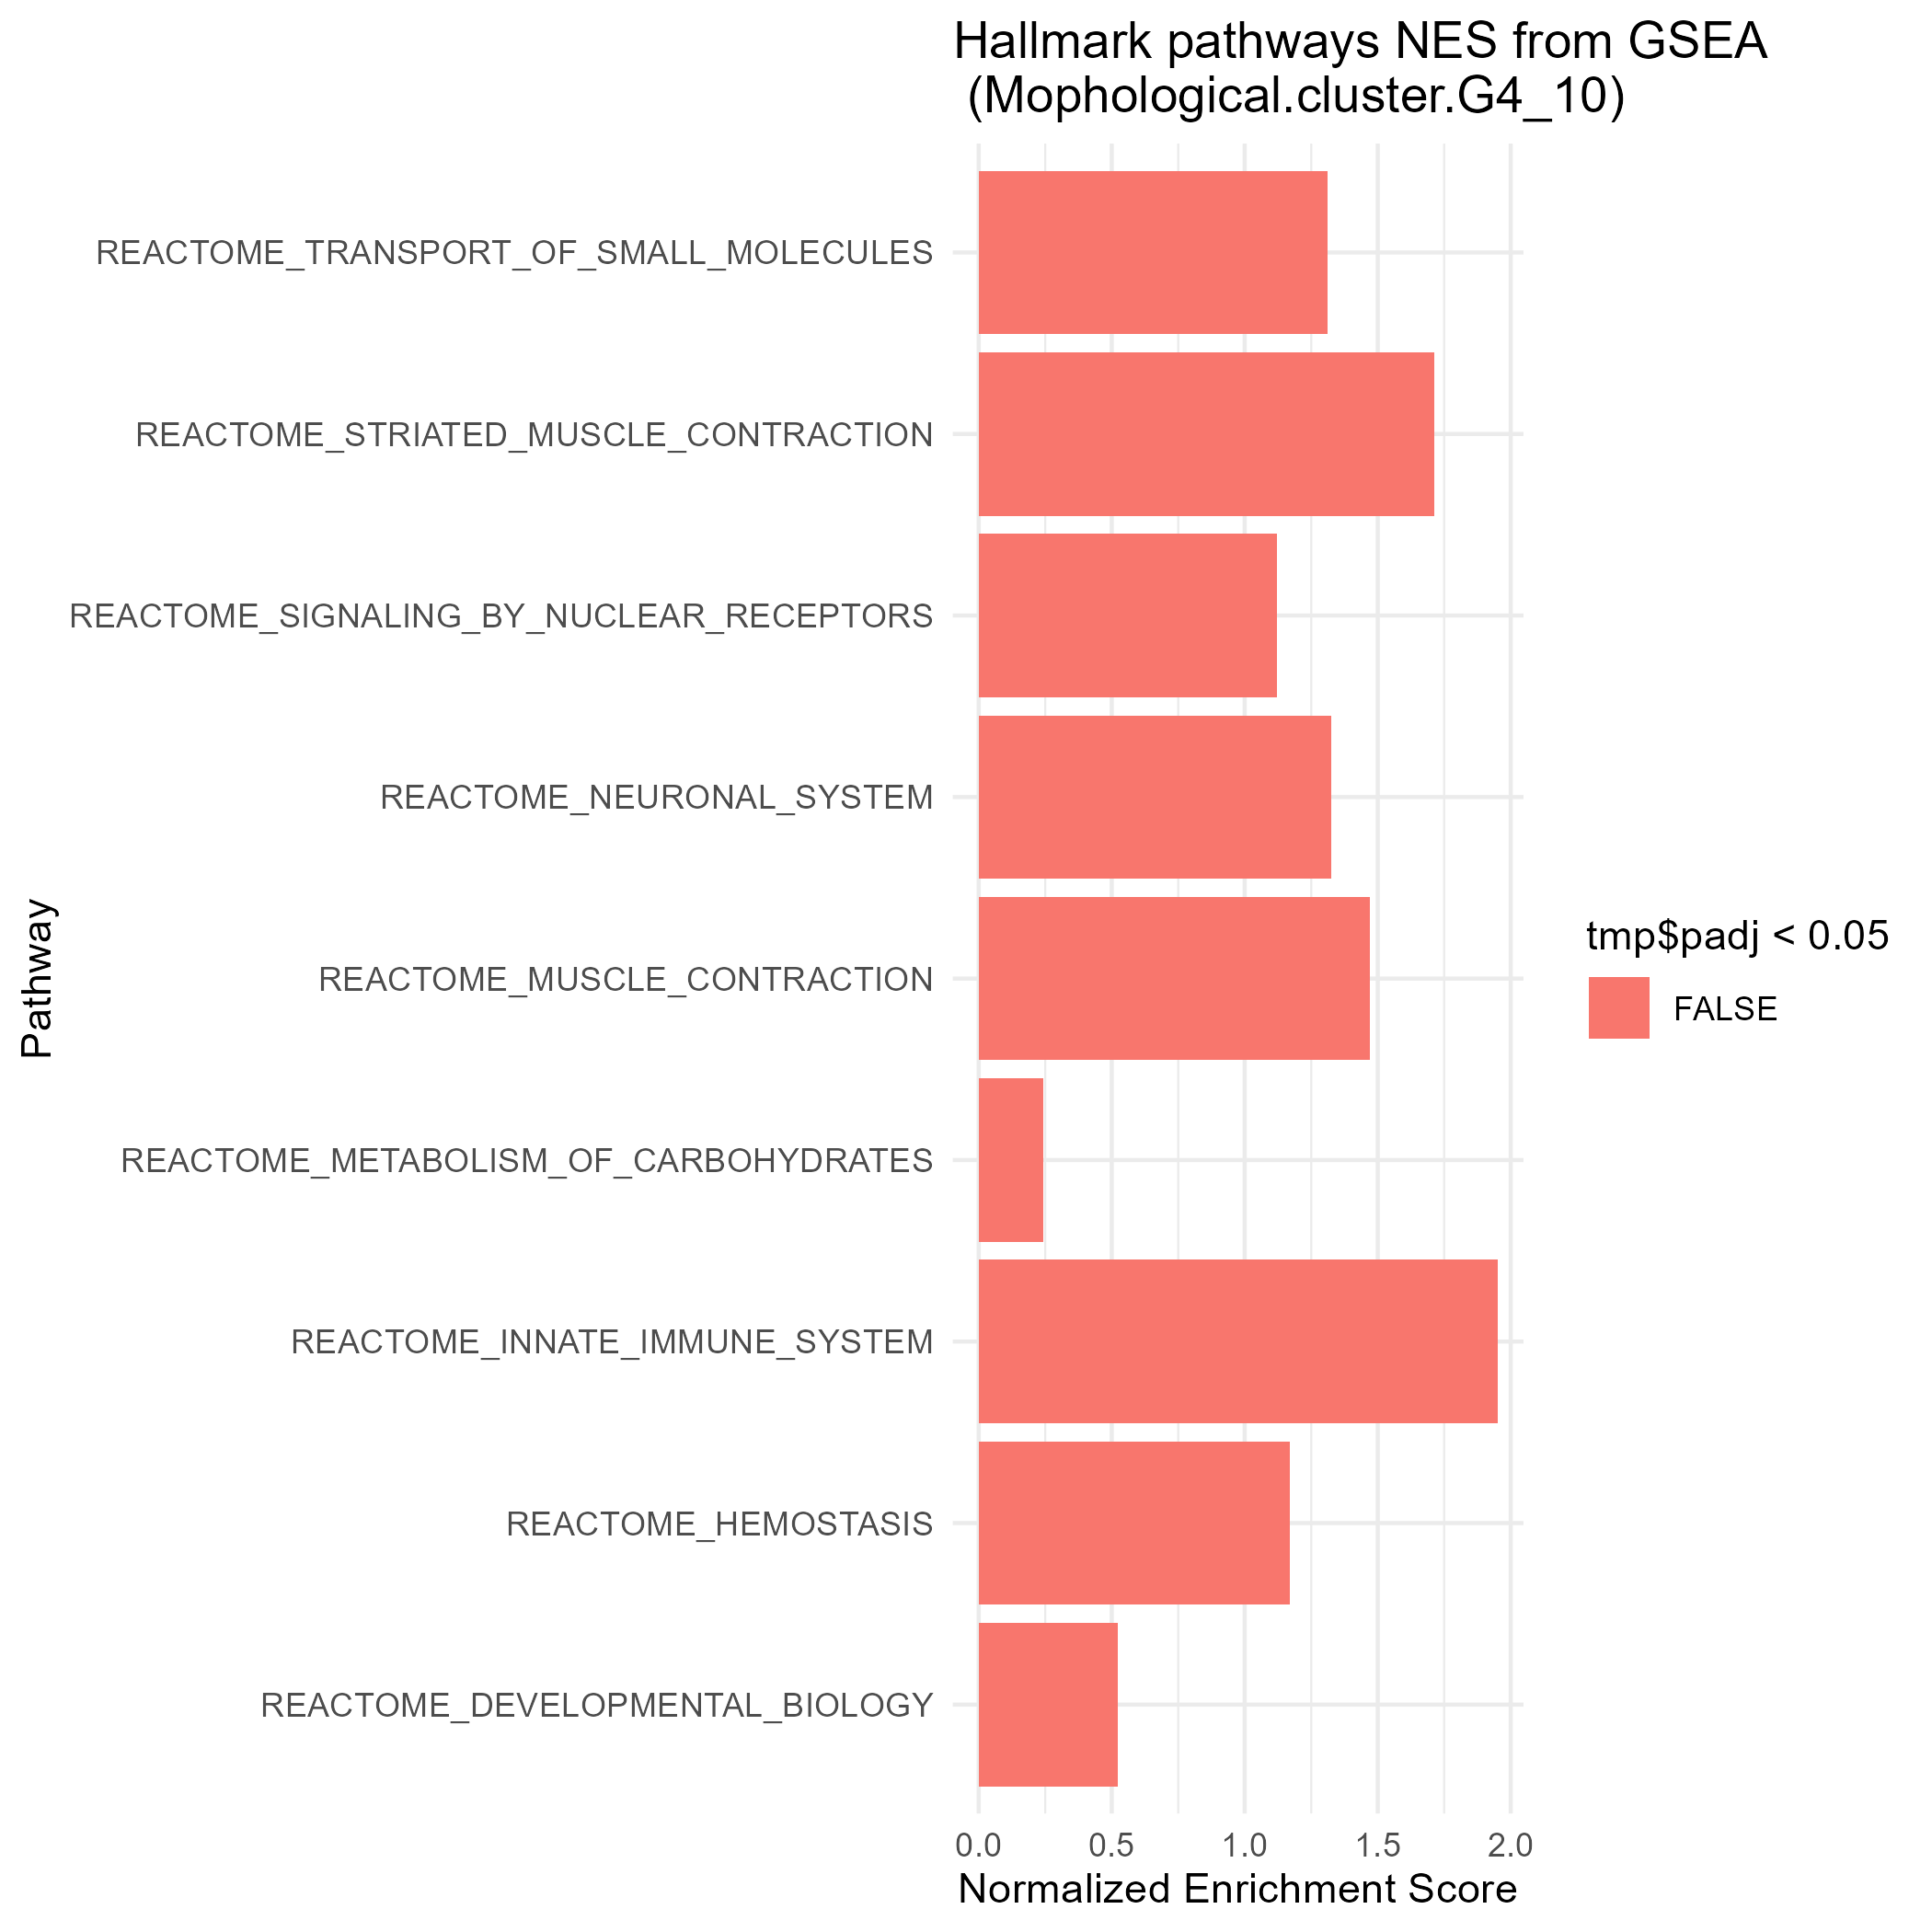 Hallmark pathways NES from GSEA
(Mophological.cluster.G4_10)
REACTOME_TRANSPORT_OF_SMALL_MOLECULES
REACTOME_STRIATED_MUSCLE_CONTRACTION
REACTOME_SIGNALING_BY_NUCLEAR_RECEPTORS
REACTOME_NEURONAL_SYSTEM
REACTOME_MUSCLE_CONTRACTION
REACTOME_METABOLISM_OF_CARBOHYDRATES
REACTOME_INNATE_IMMUNE_SYSTEM
REACTOME_HEMOSTASIS
REACTOME_DEVELOPMENTAL_BIOLOGY
Pathway
0.0 0.5 1.0 1.5 2.0
Normalized Enrichment Score
tmp$padj < 0.05
FALSE